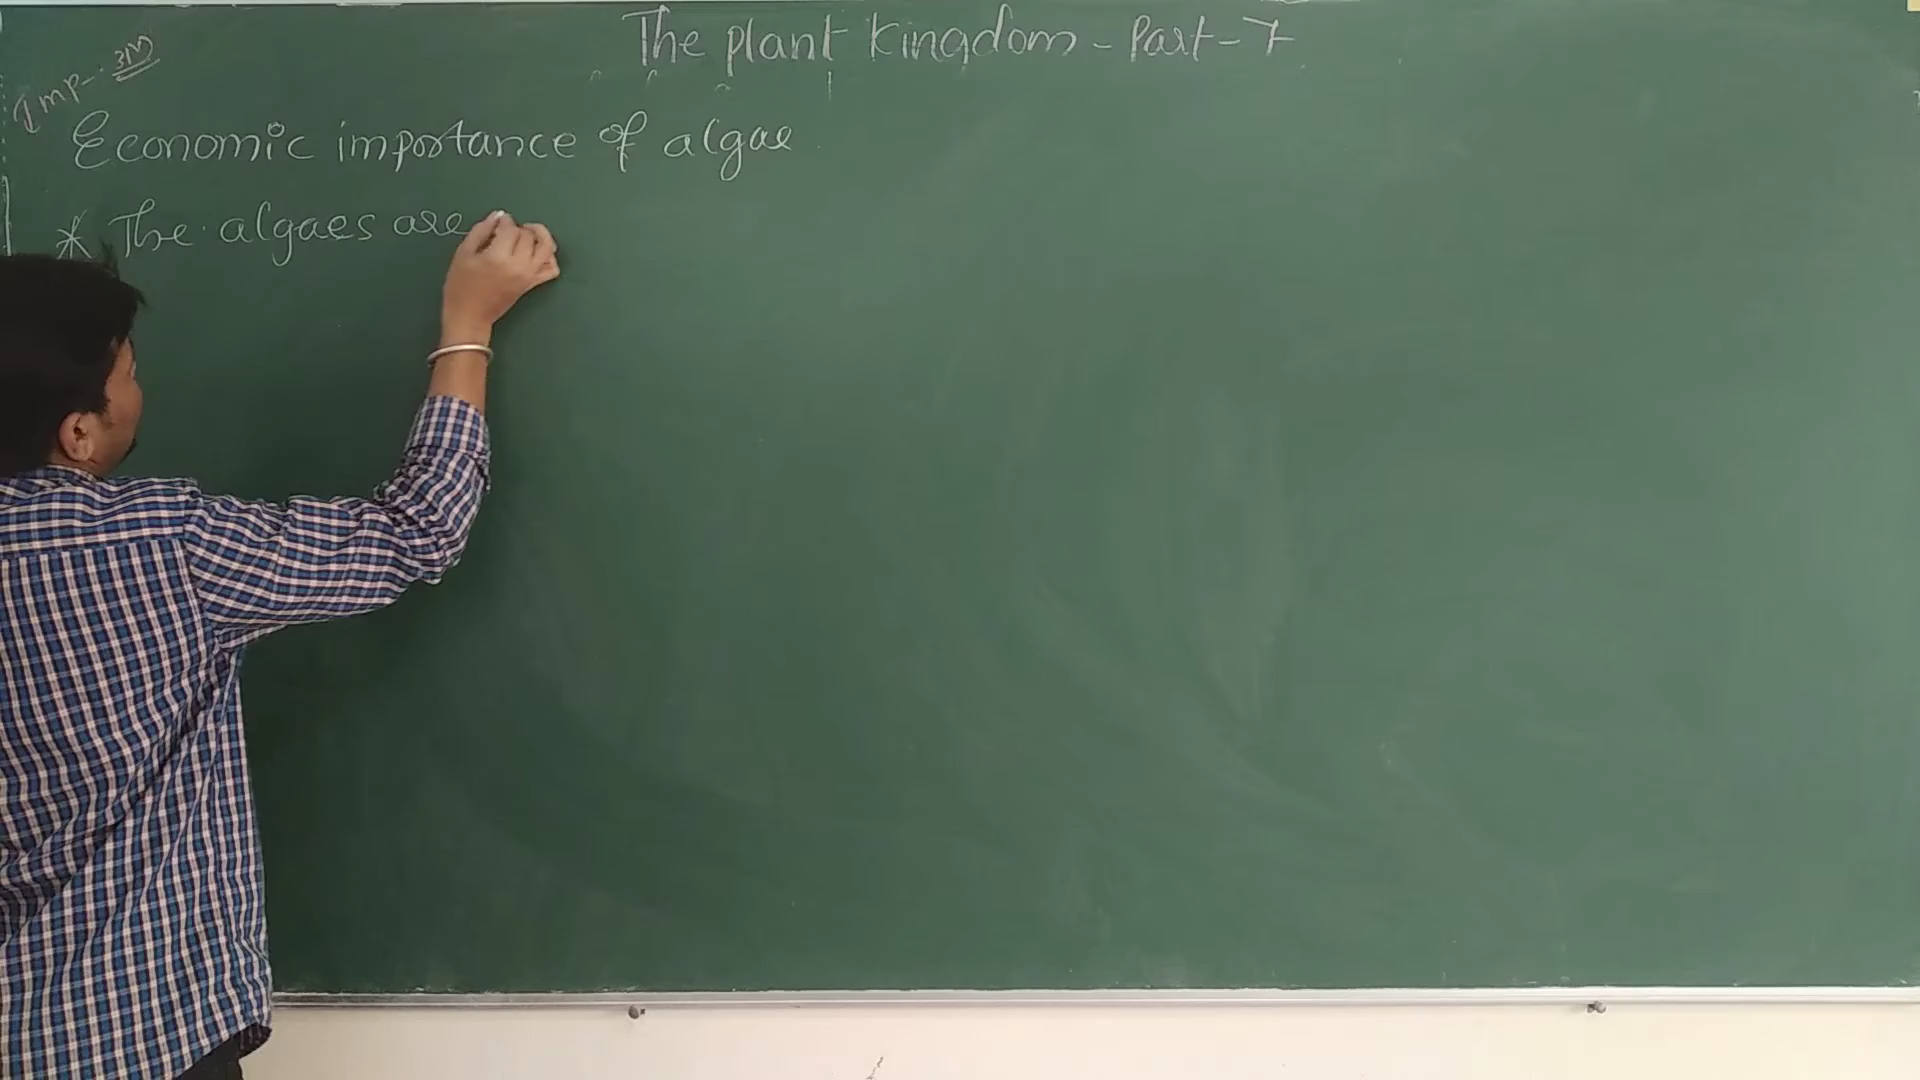 The plant kingdom - Part - 7
Imp - 3M
Economic importance of algae
* The algaes are